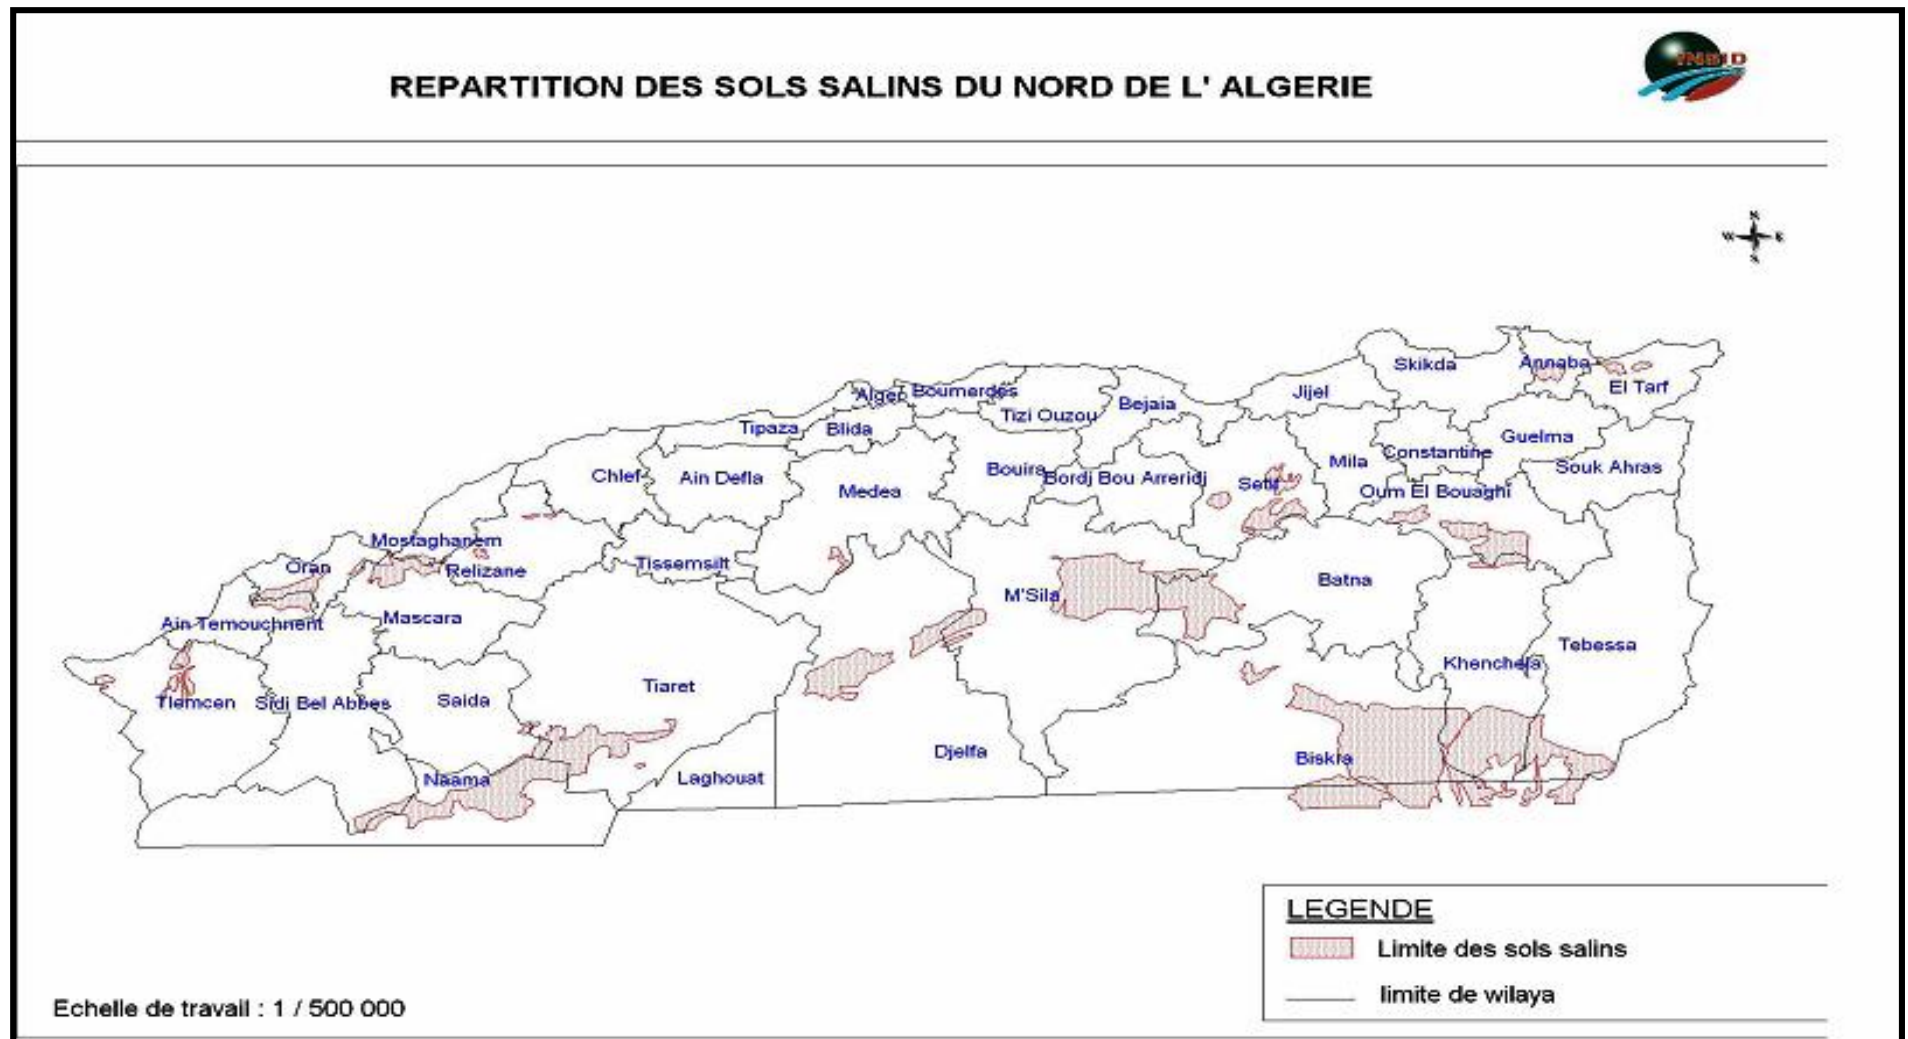 REPARTITION DES SOLS SALINS DU NORD DE L' ALGERIE
INSID
N
W E
S
Skikda
Annaba
El Tarf
Jijel
Alger
Boumerdés
Tizi Ouzou
Bejaia
Tipaza
Blida
Guelma
Constantine
Mila
Souk Ahras
Chlef
Ain Defla
Medea
Bouira
Bordj Bou Arreridj
Setif
Oum El Bouaghi
Mostaghanem
Oran
Relizane
Tissemsilt
M'Sila
Batna
Ain Temouchnent
Mascara
Tebessa
Khenchela
Tlemcen
Sidi Bel Abbes
Saida
Tiaret
Naama
Laghouat
Djelfa
Biskra
LEGENDE
Limite des sols salins
limite de wilaya
Echelle de travail : 1 / 500 000